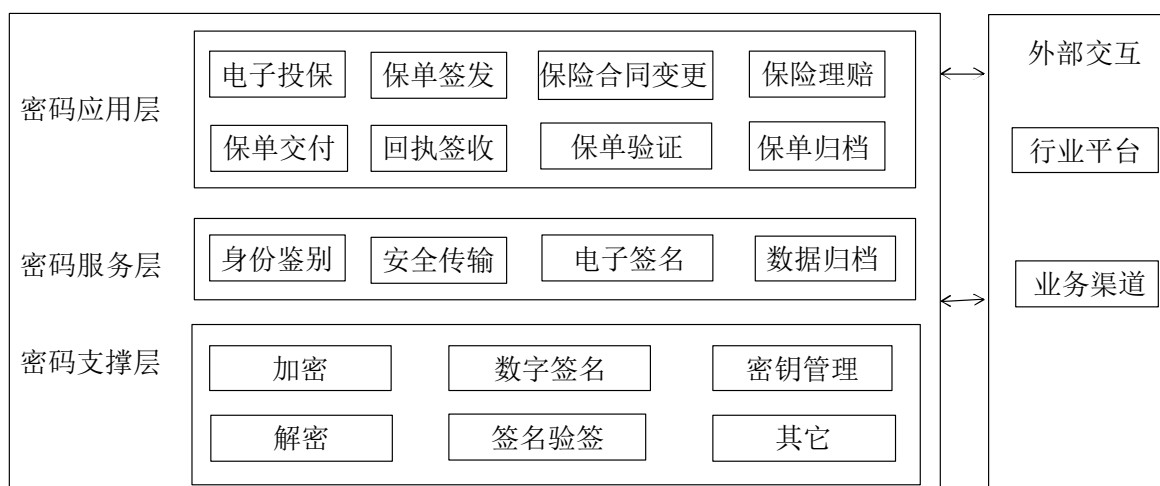 密码应用层
电子投保 保单签发 保险合同变更 保险理赔
保单交付 回执签收 保单验证 保单归档
密码服务层
身份鉴别 安全传输 电子签名 数据归档
密码支撑层
加密 数字签名 密钥管理
解密 签名验签 其它
外部交互
行业平台
业务渠道